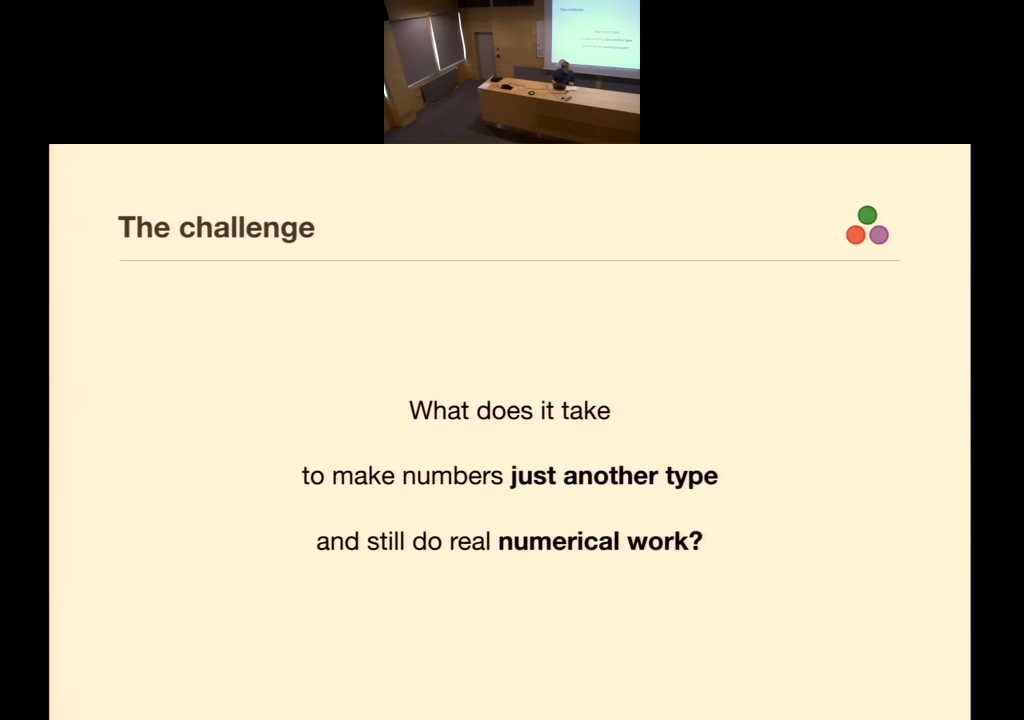 The challenge
What does it take
to make numbers just another type
and still do real numerical work?